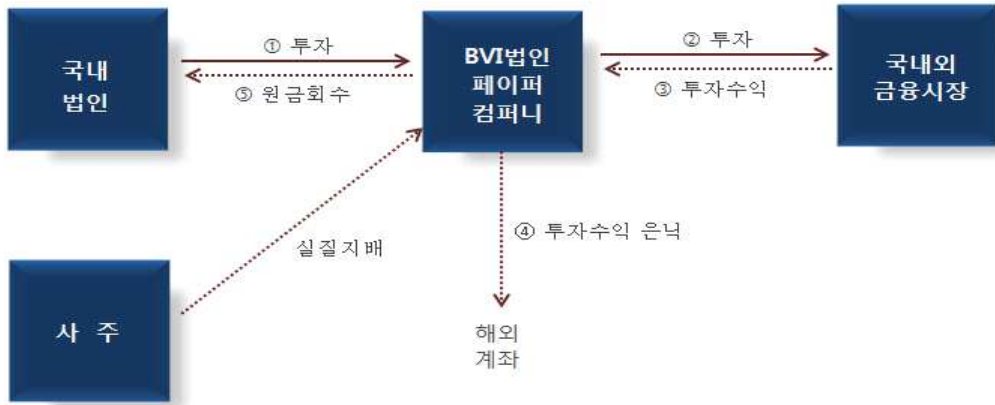 국내
법인
① 투자
⑤ 원금회수
BVI법인
페이퍼
컴퍼니
② 투자
③ 투자수익
국내외
금융시장
실질지배
④ 투자수익 은닉
사 주
해외
계좌